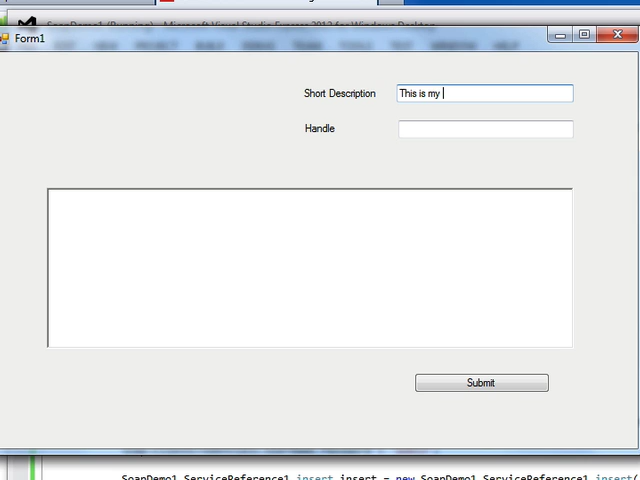 SoapDemo1 (Running) - Microsoft Visual Studio Express 2012 for Windows Desktop
Form1
Short Description This is my
Handle
Submit
SoapDemo1.ServiceReference1.insert insert = new SoapDemo1.ServiceReference1.insert(